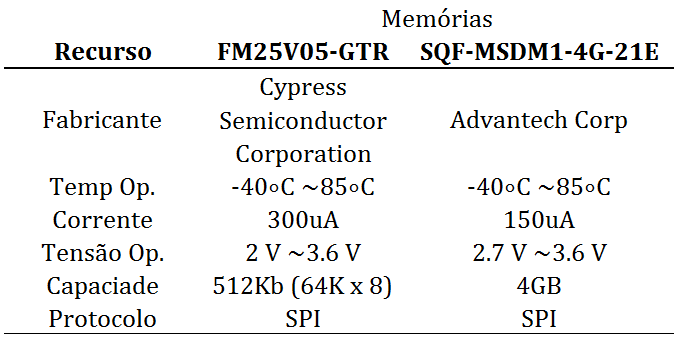 Memórias
Recurso FM25V05-GTR SQF-MSDM1-4G-21E
Cypress
Fabricante Semiconductor Advantech Corp
Corporation
Temp Op. -40∘C ~85∘C -40∘C ~85∘C
Corrente 300uA 150uA
Tensão Op. 2 V ~3.6 V 2.7 V ~3.6 V
Capaciade 512Kb (64K x 8) 4GB
Protocolo SPI SPI